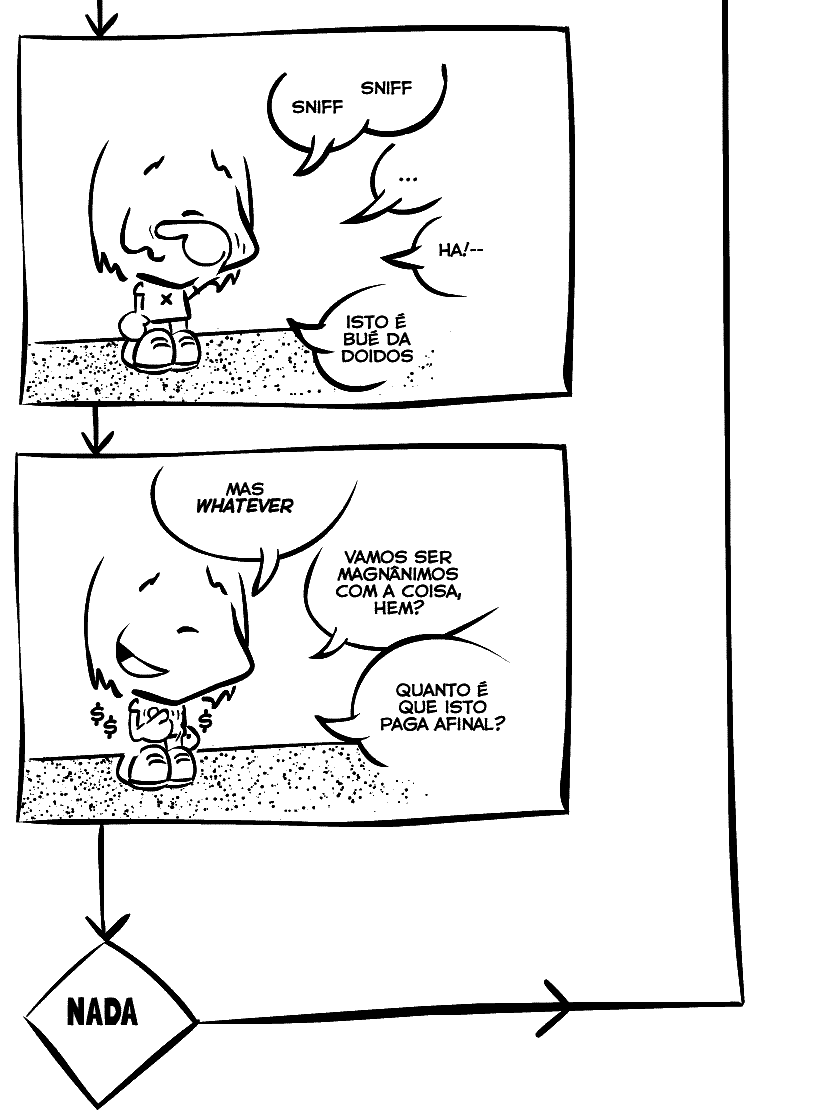 SNIFF
SNIFF
...
HA!--
ISTO É
BUÉ DA
DOIDOS
MAS
WHATEVER
VAMOS SER
MAGNÂNIMOS
COM A COISA,
HEM?
QUANTO É
QUE ISTO
PAGA AFINAL?
$
$
$
NADA